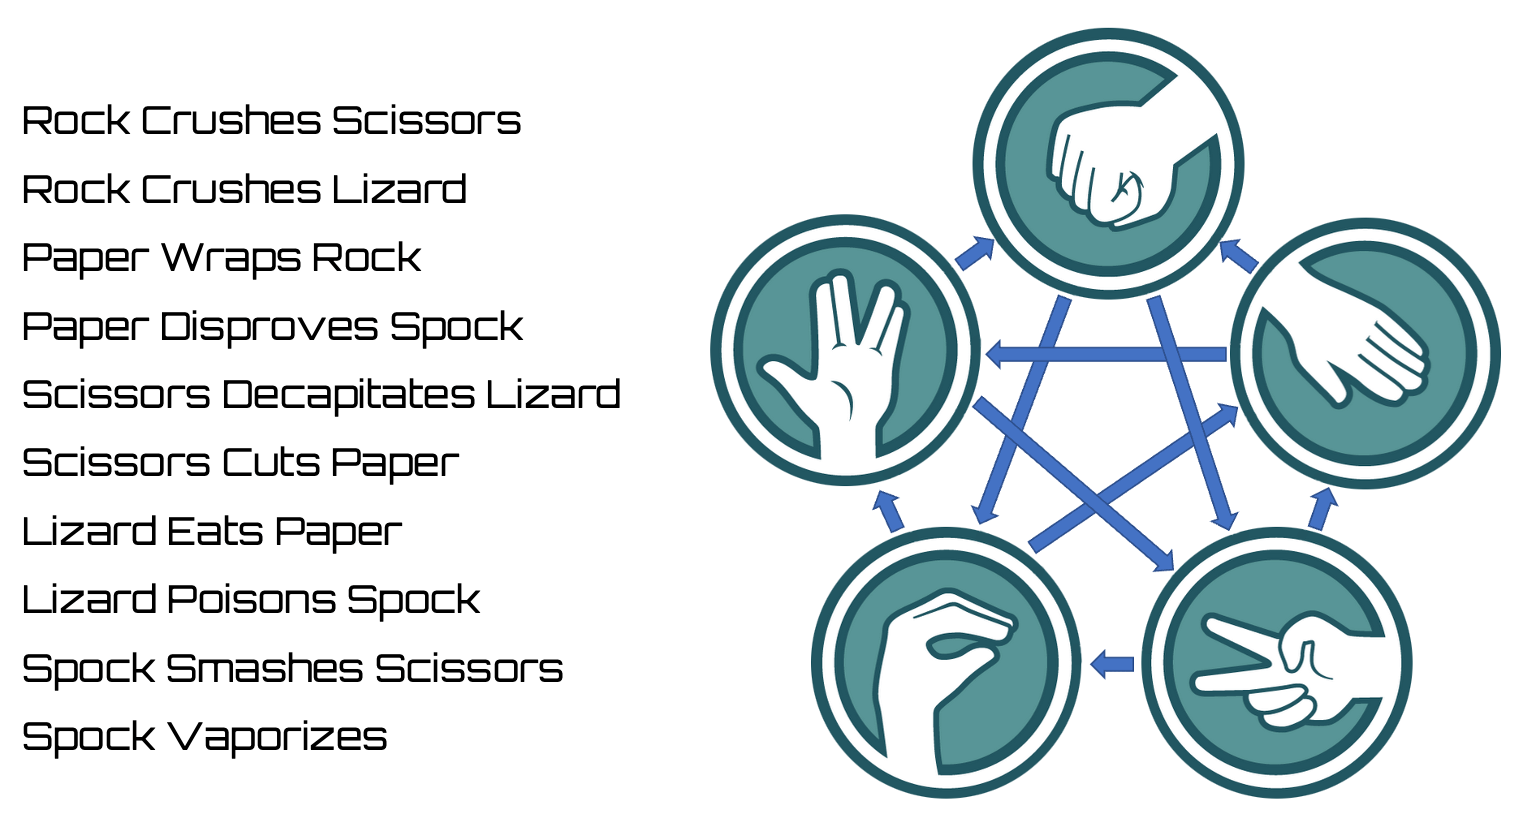 Rock Crushes Scissors
Rock Crushes Lizard
Paper Wraps Rock
Paper Disproves Spock
Scissors Decapitates Lizard
Scissors Cuts Paper
Lizard Eats Paper
Lizard Poisons Spock
Spock Smashes Scissors
Spock Vaporizes